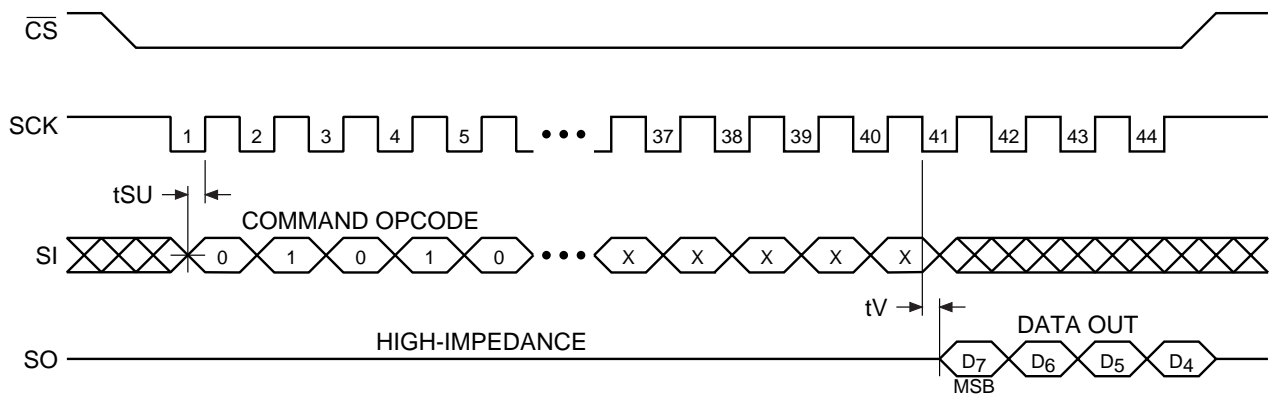 CS
SCK 1 2 3 4 5 ••• 37 38 39 40 41 42 43 44
tSU
COMMAND OPCODE
SI 0 1 0 1 0 ••• X X X X X
tV
HIGH-IMPEDANCE DATA OUT
SO D7 D6 D5 D4
MSB